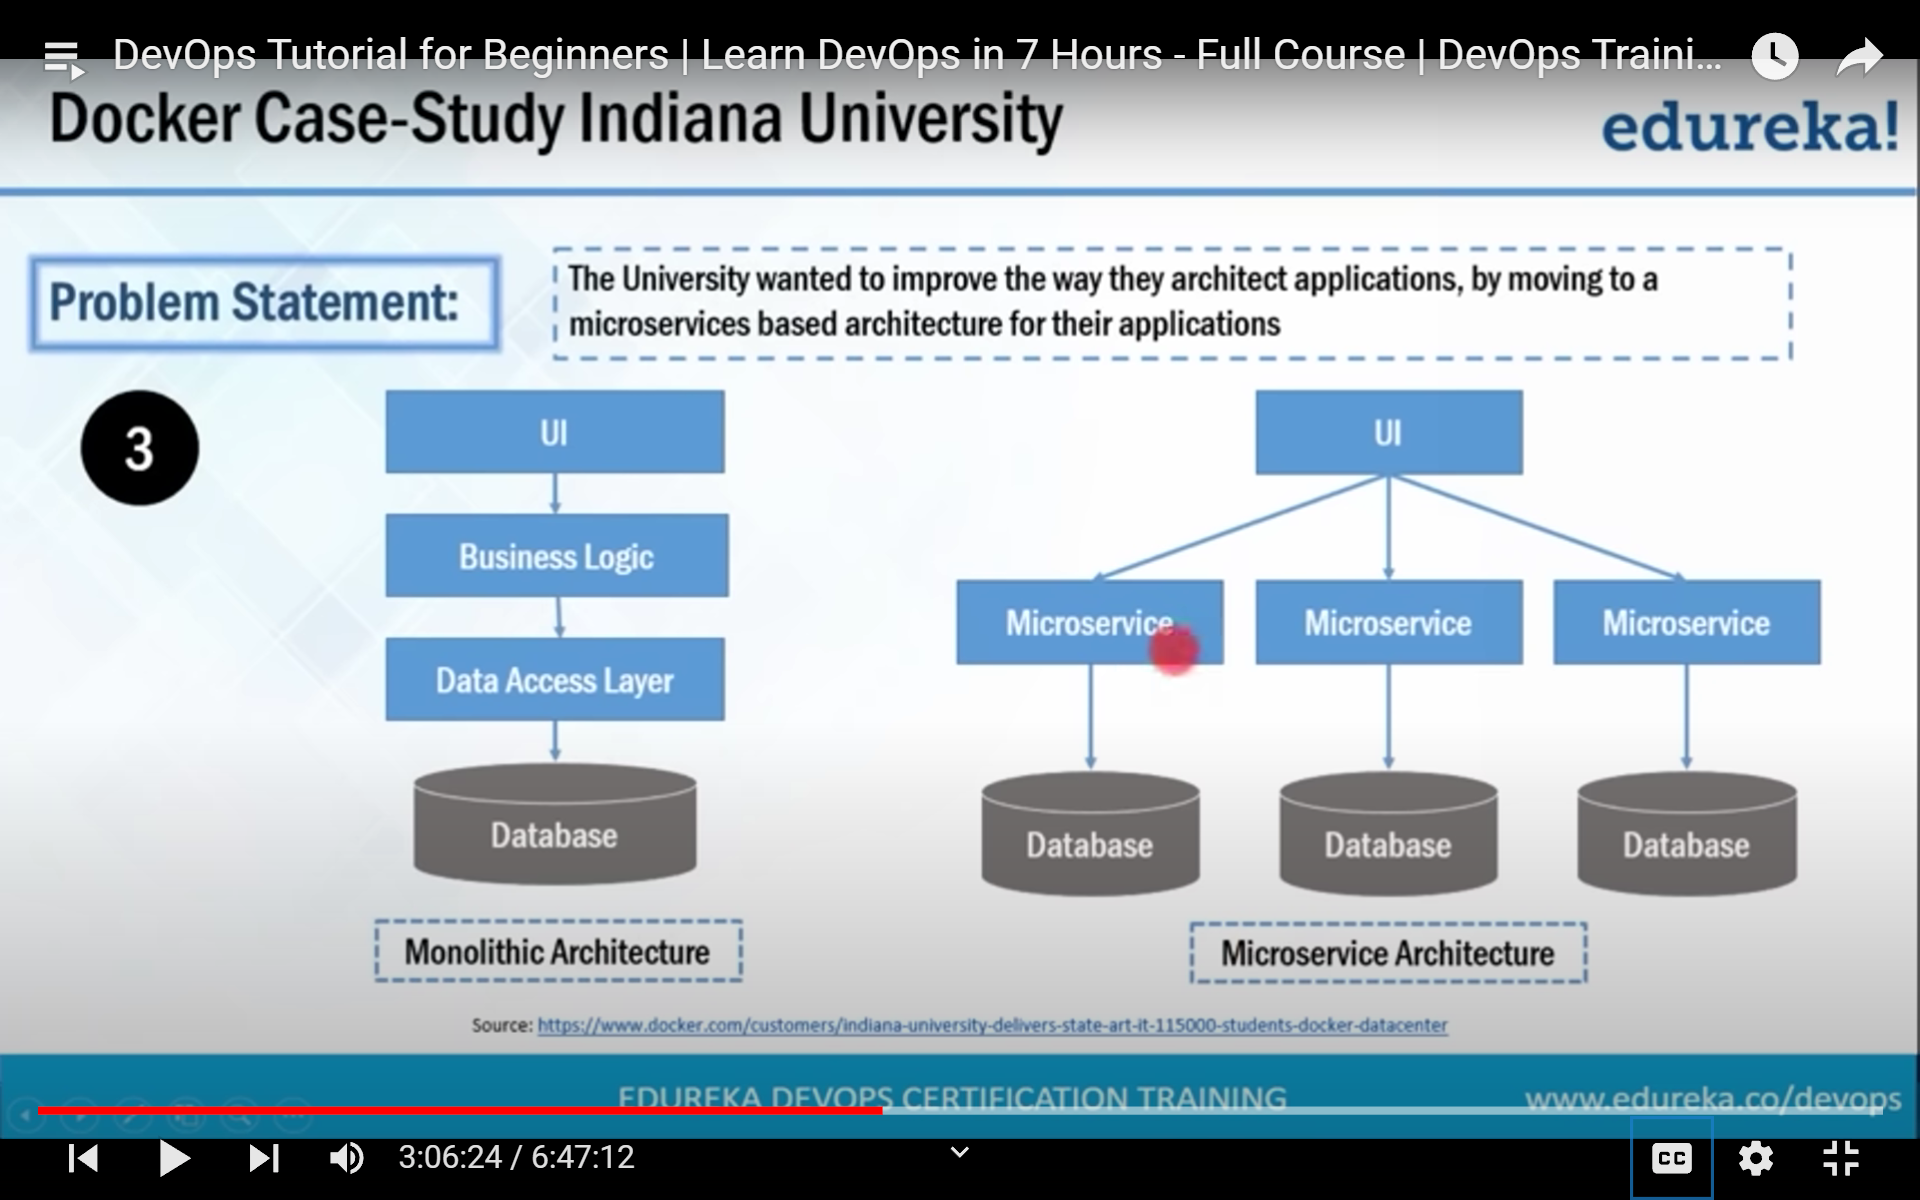 DevOps Tutorial for Beginners | Learn DevOps in 7 Hours - Full Course | DevOps Traini...
Docker Case-Study Indiana University
edureka!
Problem Statement:
The University wanted to improve the way they architect applications, by moving to a
microservices based architecture for their applications
3
UI
Business Logic
Data Access Layer
Database
Monolithic Architecture
UI
Microservice
Microservice
Microservice
Database
Database
Database
Microservice Architecture
Source: https://www.docker.com/customers/indiana-university-delivers-state-art-it-115000-students-docker-datacenter
EDUREKA DEVOPS CERTIFICATION TRAINING
www.edureka.co/devops
3:06:24 / 6:47:12
CC